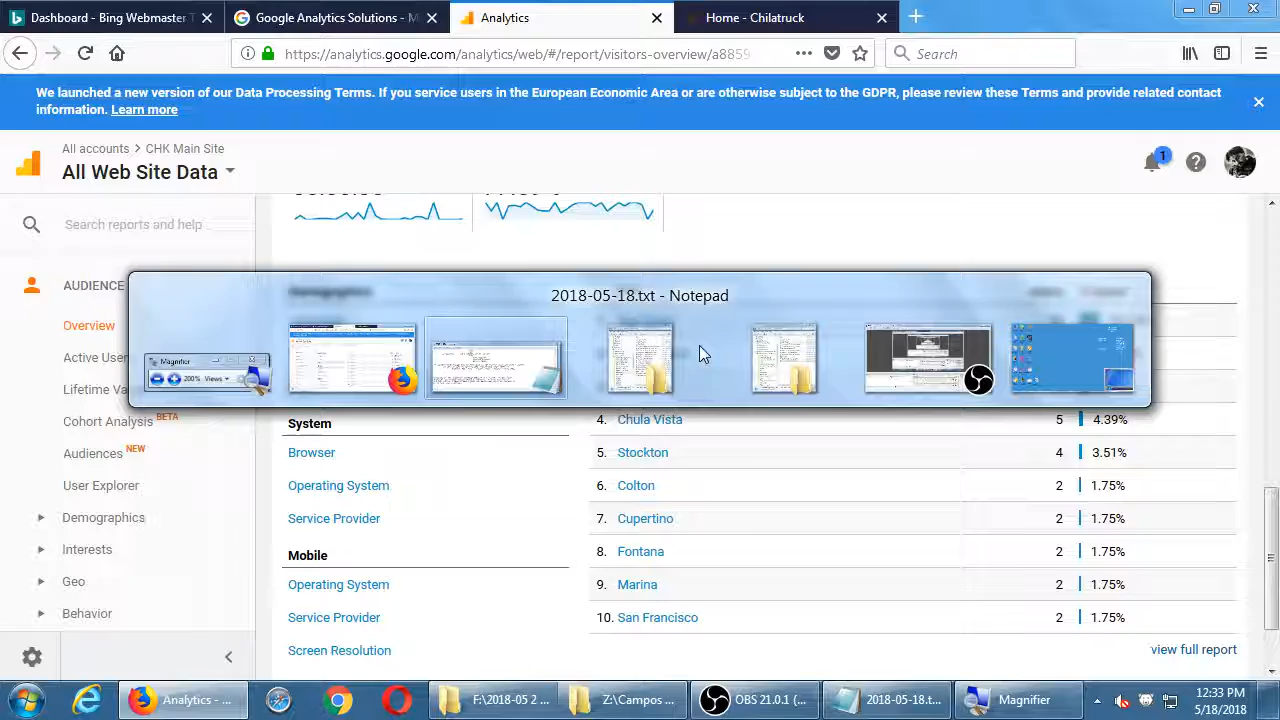 Dashboard - Bing Webmaster T
Google Analytics Solutions - M
Analytics
Home - Chilatruck
https://analytics.google.com/analytics/web/#/report/visitors-overview/a8859
Search
We launched a new version of our Data Processing Terms. If you service users in the European Economic Area or are otherwise subject to the GDPR, please review these Terms and provide related contact
information. Learn more
All accounts > CHK Main Site
All Web Site Data
1
Search reports and help
AUDIENCE
Overview
Active User
Lifetime Va
Cohort Analysis BETA
Audiences NEW
User Explorer
Demographics
Interests
Geo
Behavior
2018-05-18.txt - Notepad
Magnifier
200% Views
System
Browser
Operating System
Service Provider
Mobile
Operating System
Service Provider
Screen Resolution
4. Chula Vista 5 4.39%
5. Stockton 4 3.51%
6. Colton 2 1.75%
7. Cupertino 2 1.75%
8. Fontana 2 1.75%
9. Marina 2 1.75%
10. San Francisco 2 1.75%
view full report
Analytics - ...
F:\2018-05 2 ...
Z:\Campos ...
OBS 21.0.1 (...
2018-05-18.t...
Magnifier
12:33 PM
5/18/2018